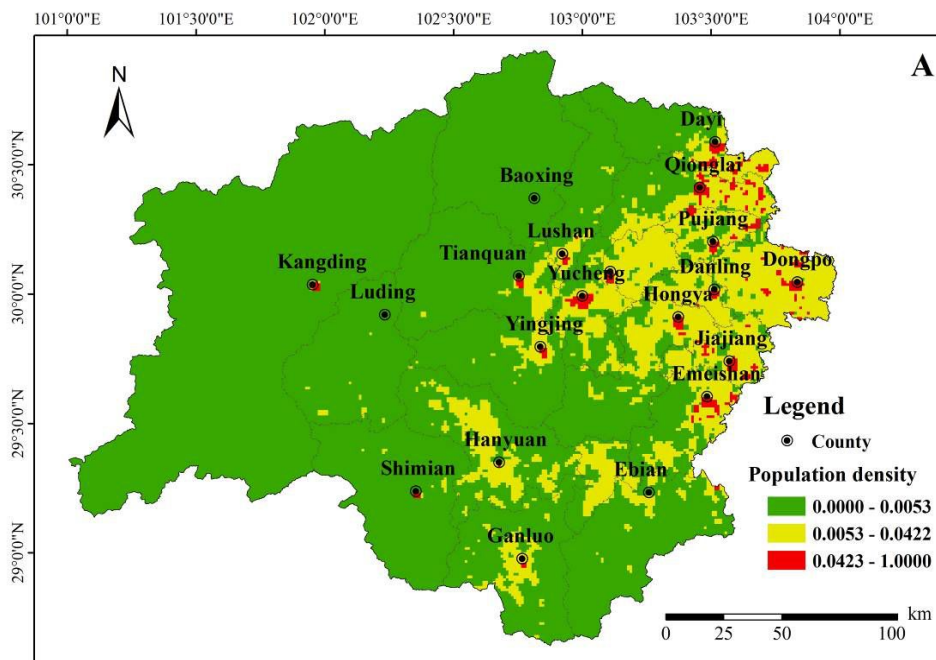 101°0'0"E 101°30'0"E 102°0'0"E 102°30'0"E 103°0'0"E 103°30'0"E 104°0'0"E
A
N
Dayi
30°30'0"N
Qionglai
Baoxing
Pujiang
Lushan
Tianquan
Yucheng
Danling
Dongpo
Kangding
30°0'0"N
Luding
Hongya
Yingjing
Jiajiang
Emeishan
29°30'0"N
Hanyuan
Shimian
Ebian
Ganluo
29°0'0"N
Legend
County
Population density
0.0000 - 0.0053
0.0053 - 0.0422
0.0423 - 1.0000
km
0 25 50 100